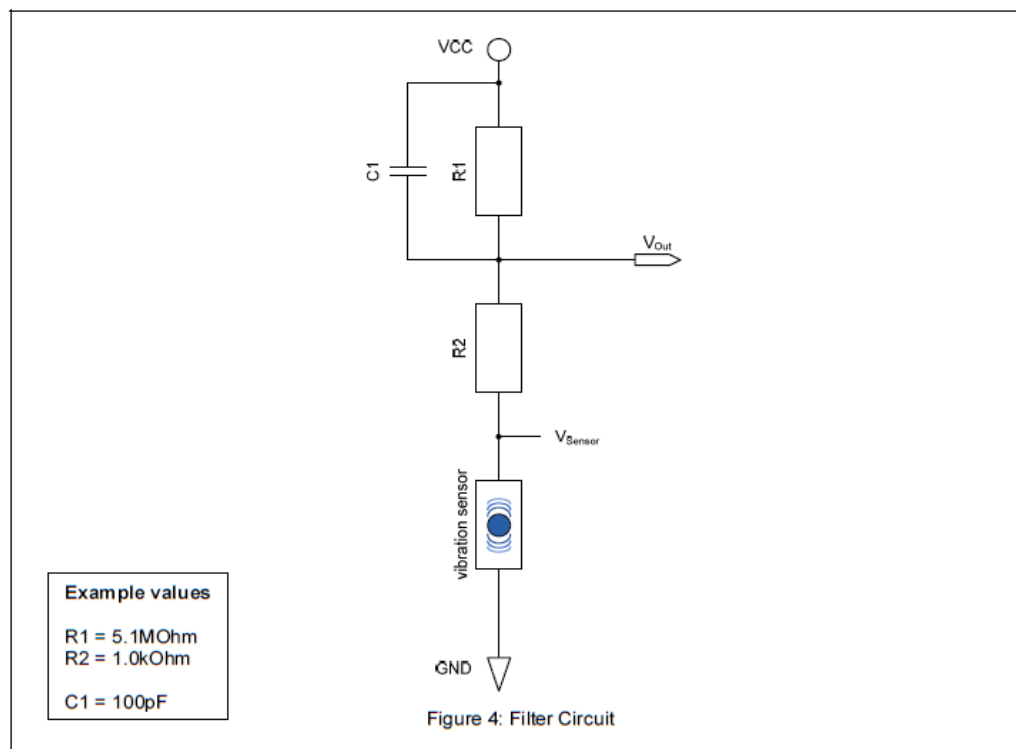 VCC
C1
R1
VOut
R2
VSensor
vibration sensor
Example values
R1 = 5.1MOhm
R2 = 1.0kOhm
C1 = 100pF
GND
Figure 4: Filter Circuit